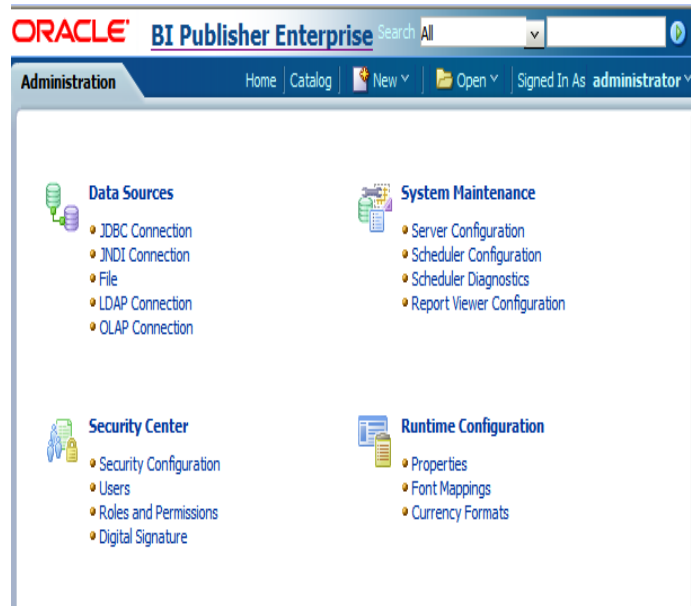 ORACLE BI Publisher Enterprise Search All
Administration Home Catalog New Open Signed In As administrator
Data Sources
JDBC Connection
JNDI Connection
File
LDAP Connection
OLAP Connection
System Maintenance
Server Configuration
Scheduler Configuration
Scheduler Diagnostics
Report Viewer Configuration
Security Center
Security Configuration
Users
Roles and Permissions
Digital Signature
Runtime Configuration
Properties
Font Mappings
Currency Formats